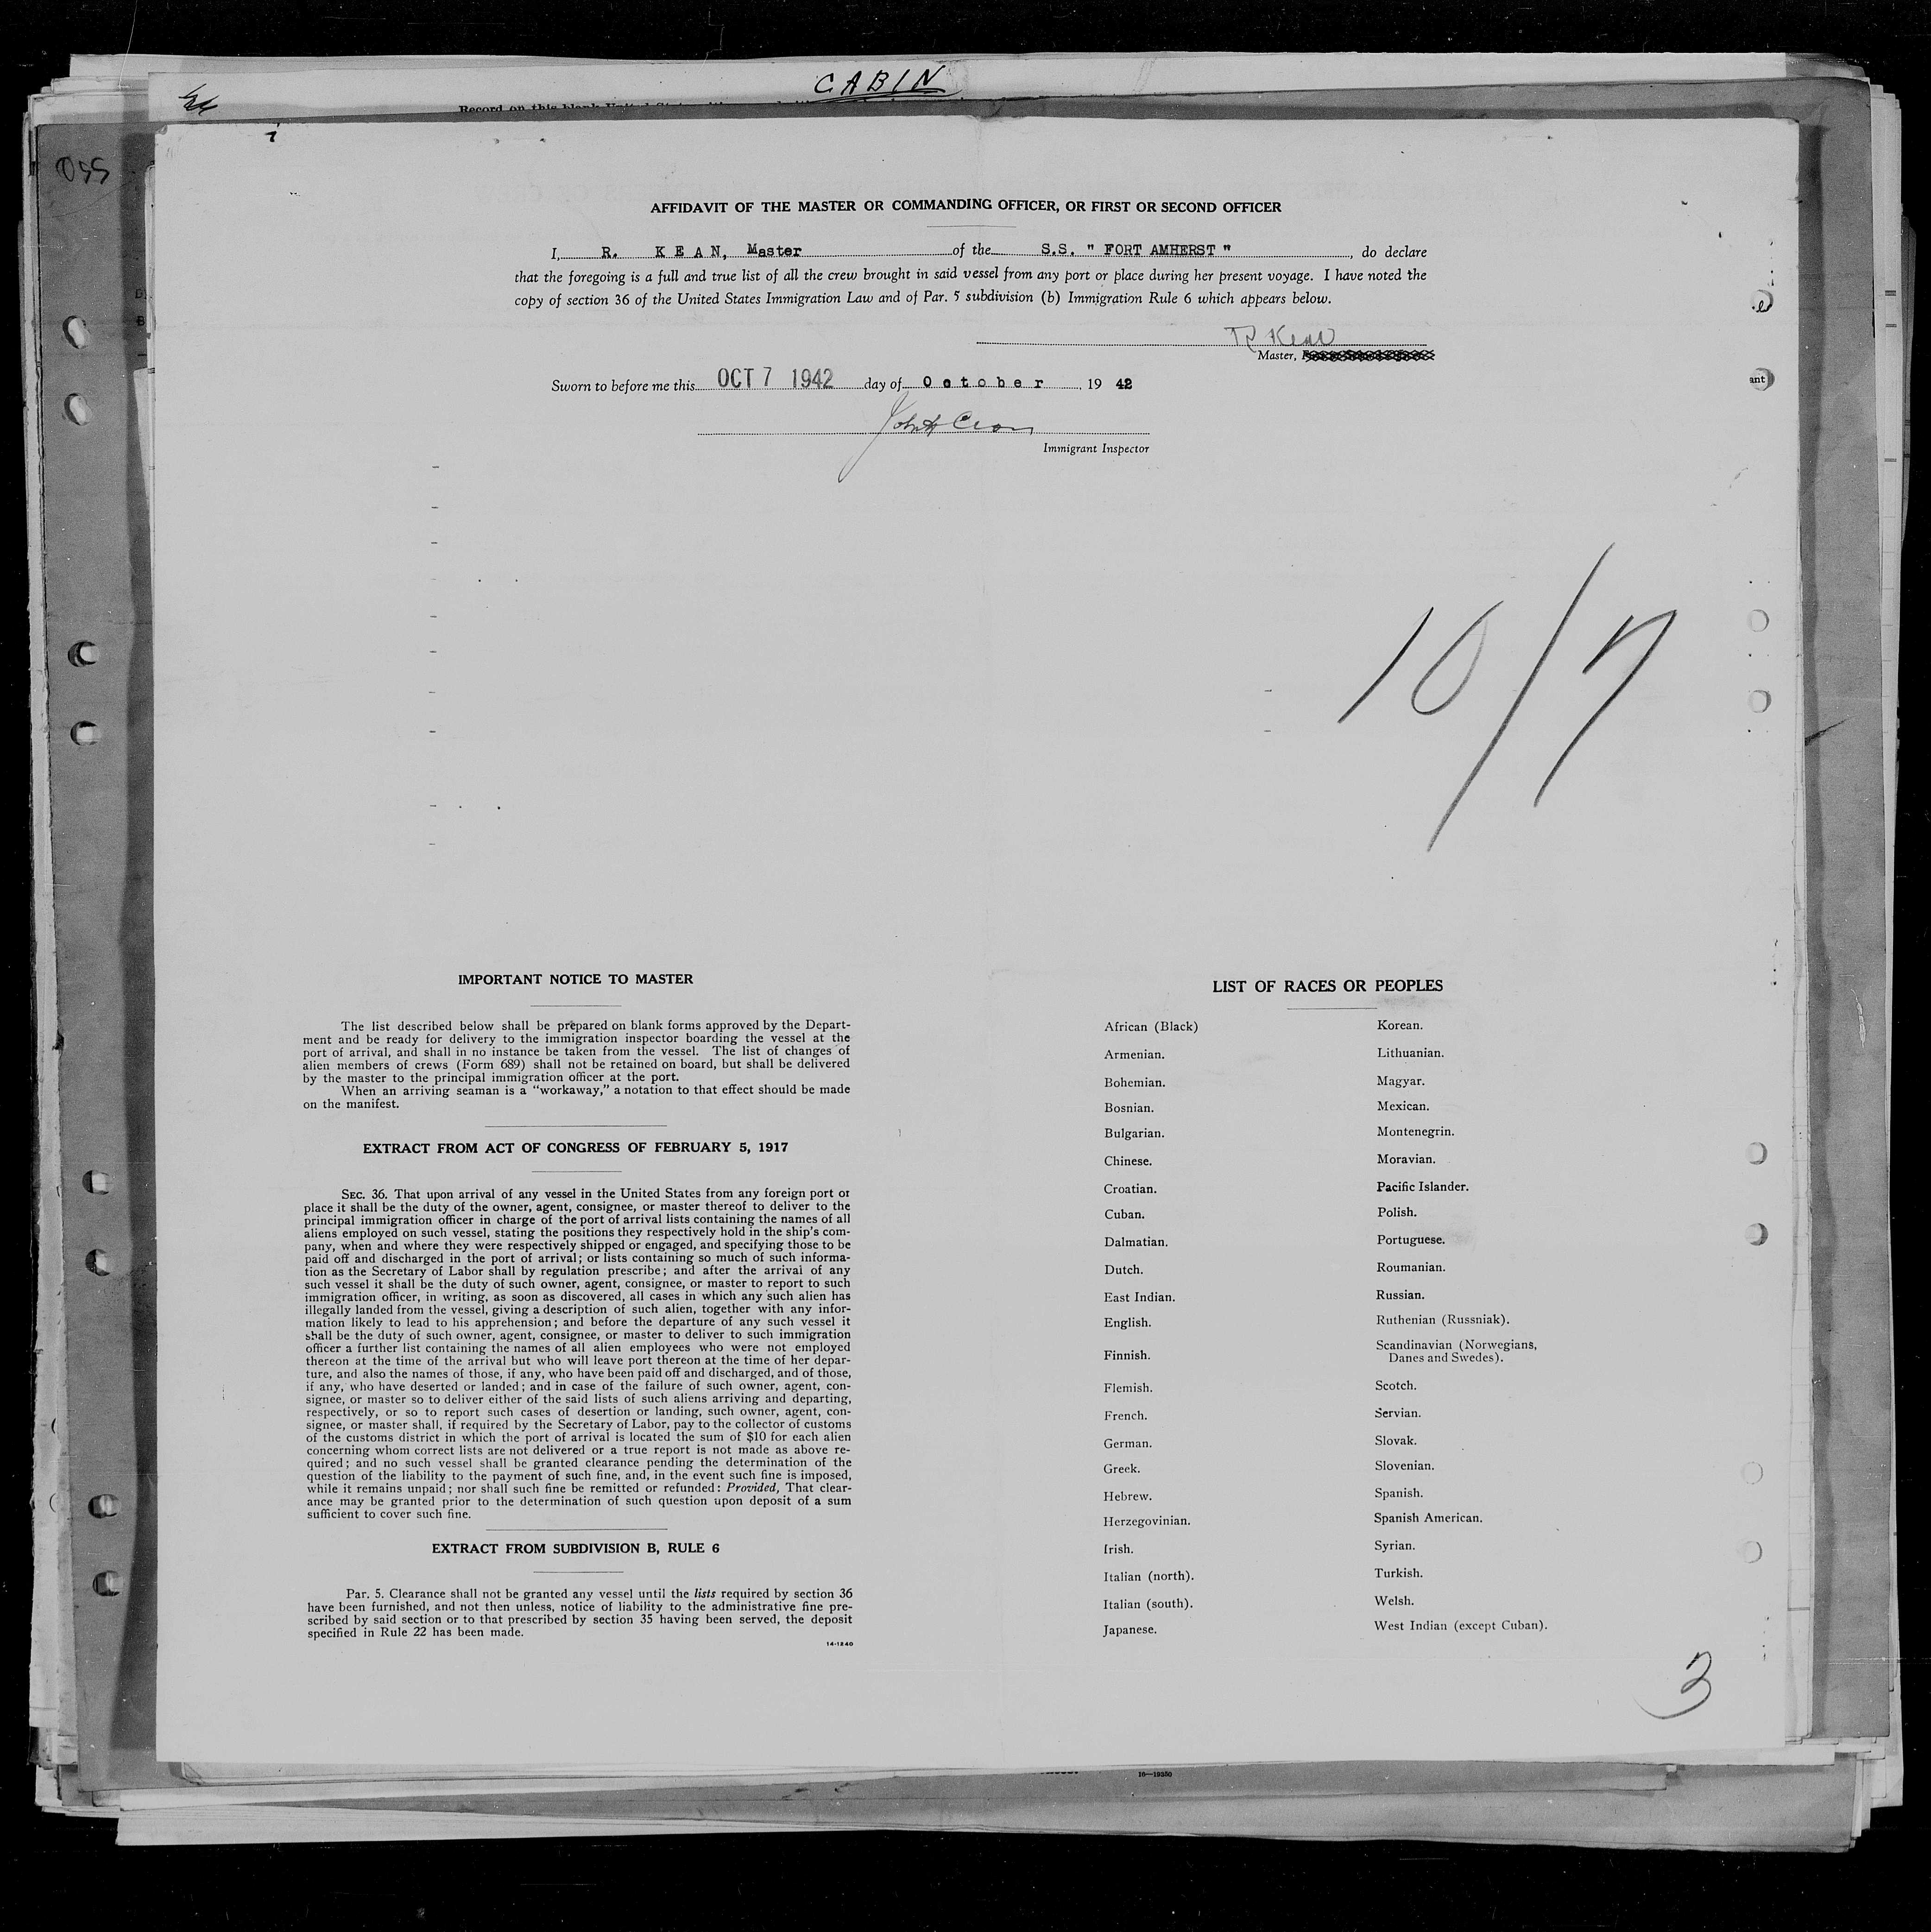 CABIN
AFFIDAVIT OF THE MASTER OR COMMANDING OFFICER, OR FIRST OR SECOND OFFICER
I, R. KEAN, Master of the S.S. " FORT AMHERST ", do declare
that the foregoing is a full and true list of all the crew brought in said vessel from any port or place during her present voyage. I have noted the
copy of section 36 of the United States Immigration Law and of Par. 5 subdivision (b) Immigration Rule 6 which appears below.
R Kean
Master,
Sworn to before me this OCT 7 1942 day of October, 19 42
Immigrant Inspector
10/7
IMPORTANT NOTICE TO MASTER
The list described below shall be prepared on blank forms approved by the Depart-
ment and be ready for delivery to the immigration inspector boarding the vessel at the
port of arrival, and shall in no instance be taken from the vessel. The list of changes of
alien members of crews (Form 689) shall not be retained on board, but shall be delivered
by the master to the principal immigration officer at the port.
When an arriving seaman is a "workaway," a notation to that effect should be made
on the manifest.
EXTRACT FROM ACT OF CONGRESS OF FEBRUARY 5, 1917
SEC. 36. That upon arrival of any vessel in the United States from any foreign port or
place it shall be the duty of the owner, agent, consignee, or master thereof to deliver to the
principal immigration officer in charge of the port of arrival lists containing the names of all
aliens employed on such vessel, stating the positions they respectively hold in the ship's com-
pany, when and where they were respectively shipped or engaged, and specifying those to be
paid off and discharged in the port of arrival; or lists containing so much of such informa-
tion as the Secretary of Labor shall by regulation prescribe; and after the arrival of any
such vessel it shall be the duty of such owner, agent, consignee, or master to report to such
immigration officer, in writing, as soon as discovered, all cases in which any such alien has
illegally landed from the vessel, giving a description of such alien, together with any infor-
mation likely to lead to his apprehension; and before the departure of any such vessel it
shall be the duty of such owner, agent, consignee, or master to deliver to such immigration
officer a further list containing the names of all alien employees who were not employed
thereon at the time of the arrival but who will leave port thereon at the time of her depar-
ture, and also the names of those, if any, who have been paid off and discharged, and of those,
if any, who have deserted or landed; and in case of the failure of such owner, agent, con-
signee, or master so to deliver either of the said lists of such aliens arriving and departing,
respectively, or so to report such cases of desertion or landing, such owner, agent, con-
signee, or master shall, if required by the Secretary of Labor, pay to the collector of customs
of the customs district in which the port of arrival is located the sum of $10 for each alien
concerning whom correct lists are not delivered or a true report is not made as above re-
quired; and no such vessel shall be granted clearance pending the determination of the
question of the liability to the payment of such fine, and, in the event such fine is imposed,
while it remains unpaid; nor shall such fine be remitted or refunded: Provided, That clear-
ance may be granted prior to the determination of such question upon deposit of a sum
sufficient to cover such fine.
EXTRACT FROM SUBDIVISION B, RULE 6
Par. 5. Clearance shall not be granted any vessel until the lists required by section 36
have been furnished, and not then unless, notice of liability to the administrative fine pre-
scribed by said section or to that prescribed by section 35 having been served, the deposit
specified in Rule 22 has been made.
14-1240
LIST OF RACES OR PEOPLES
African (Black)
Armenian.
Bohemian.
Bosnian.
Bulgarian.
Chinese.
Croatian.
Cuban.
Dalmatian.
Dutch.
East Indian.
English.
Finnish.
Flemish.
French.
German.
Greek.
Hebrew.
Herzegovinian.
Irish.
Italian (north).
Italian (south).
Japanese.
Korean.
Lithuanian.
Magyar.
Mexican.
Montenegrin.
Moravian.
Pacific Islander.
Polish.
Portuguese.
Roumanian.
Russian.
Ruthenian (Russniak).
Scandinavian (Norwegians,
Danes and Swedes).
Scotch.
Servian.
Slovak.
Slovenian.
Spanish.
Spanish American.
Syrian.
Turkish.
Welsh.
West Indian (except Cuban).
3